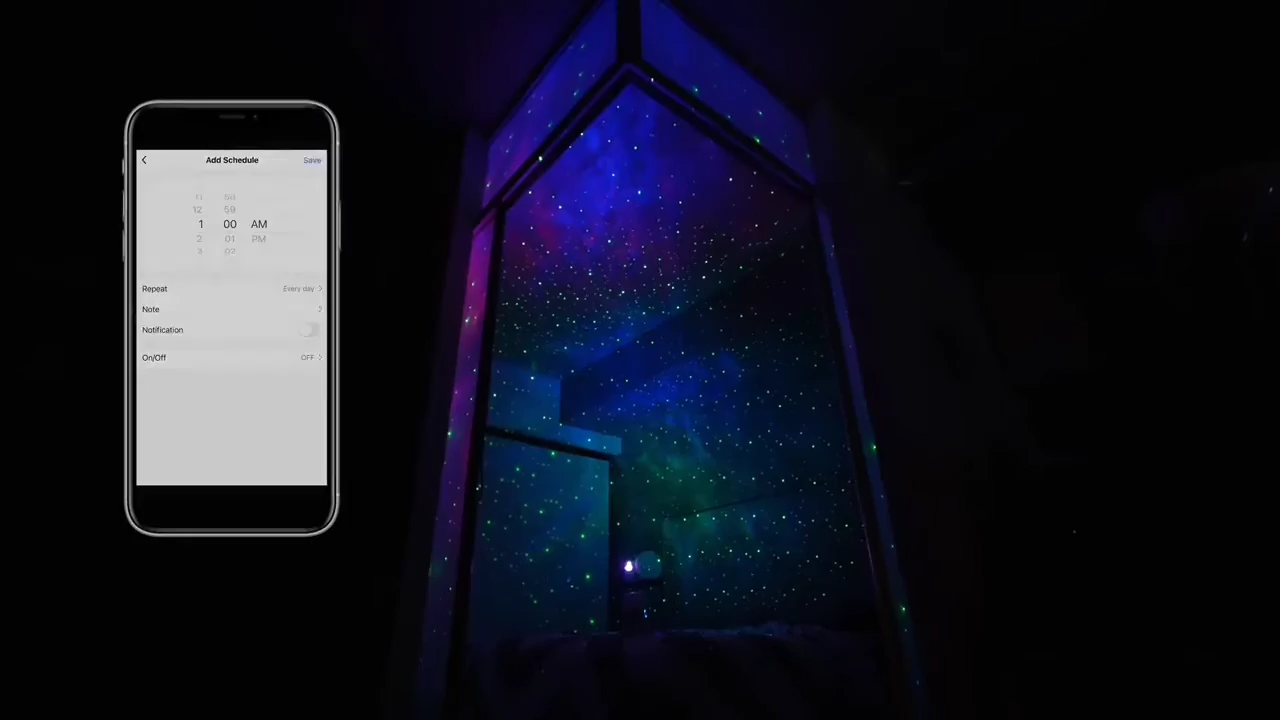 Add Schedule Save
11 58
12 59
1 00 AM
2 01 PM
3 02
Repeat Every day
Note
Notification
On/Off OFF